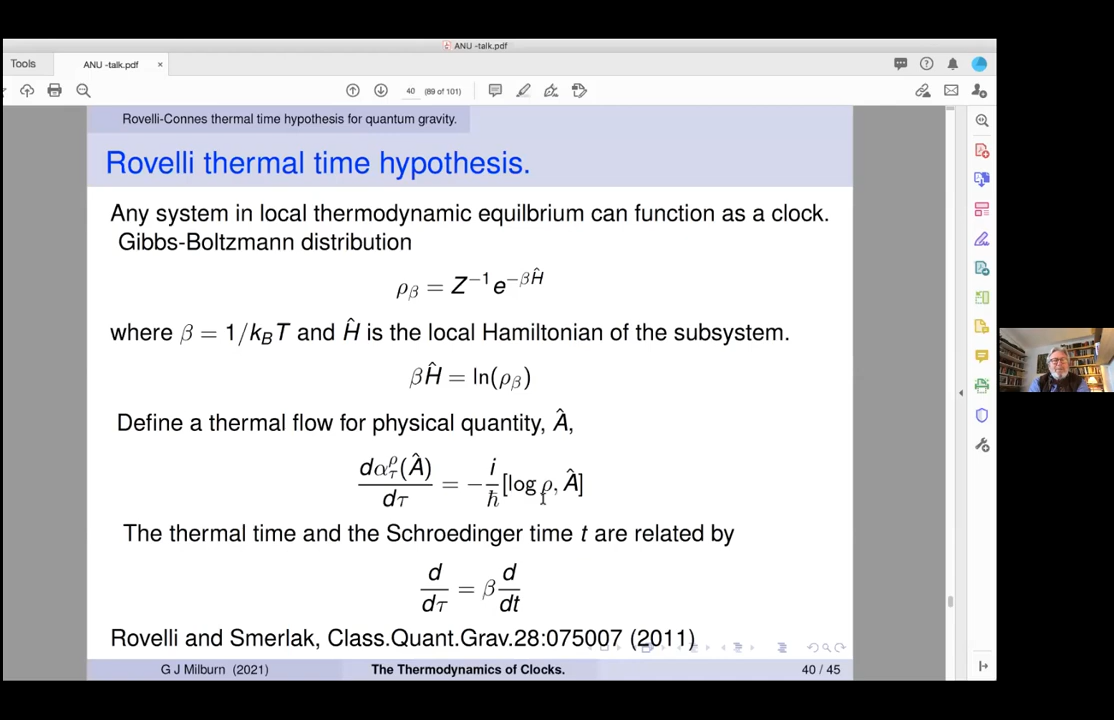 ANU -talk.pdf
Tools
ANU -talk.pdf ×
40 (89 of 101)
Rovelli-Connes thermal time hypothesis for quantum gravity.
Rovelli thermal time hypothesis.
Any system in local thermodynamic equilbrium can function as a clock.
Gibbs-Boltzmann distribution
ρ_β = Z⁻¹ e^{−βĤ}
where β = 1/k_BT and Ĥ is the local Hamiltonian of the subsystem.
βĤ = ln(ρ_β)
Define a thermal flow for physical quantity, Â,
dα_τ^ρ(Â)/dτ = −i/ℏ [log ρ, Â]
The thermal time and the Schroedinger time t are related by
d/dτ = β d/dt
Rovelli and Smerlak, Class.Quant.Grav.28:075007 (2011)
G J Milburn (2021) The Thermodynamics of Clocks. 40 / 45